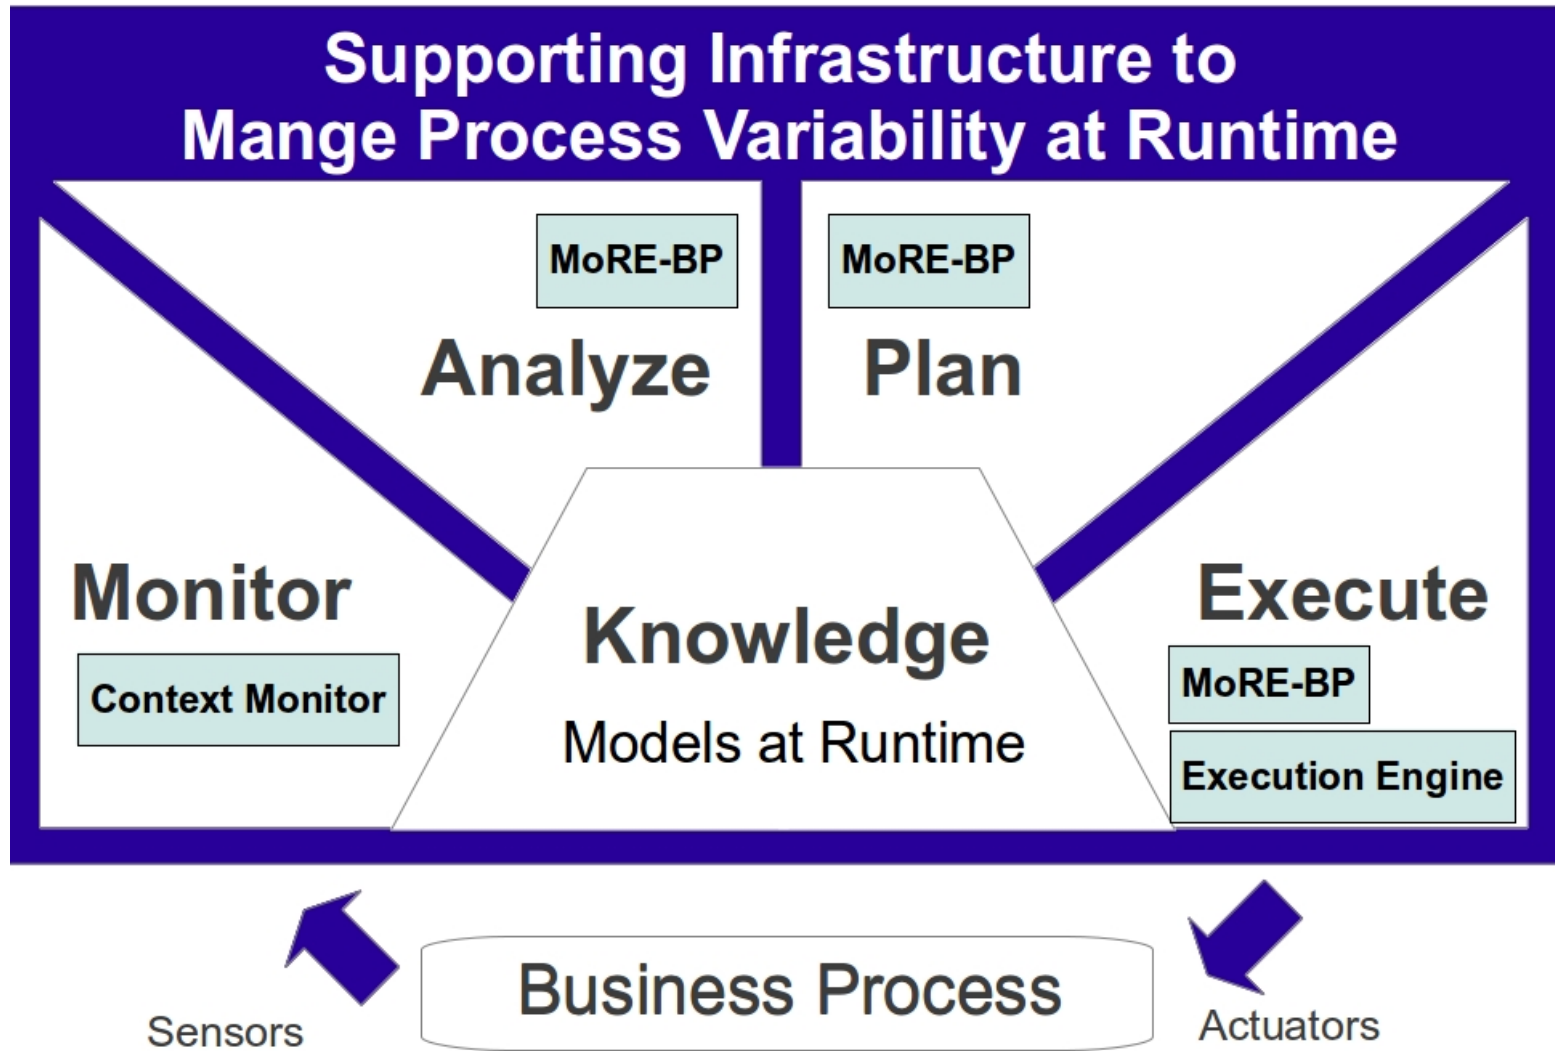 Supporting Infrastructure to
Mange Process Variability at Runtime
MoRE-BP
Analyze
MoRE-BP
Plan
Monitor
Context Monitor
Knowledge
Models at Runtime
Execute
MoRE-BP
Execution Engine
Sensors
Business Process
Actuators